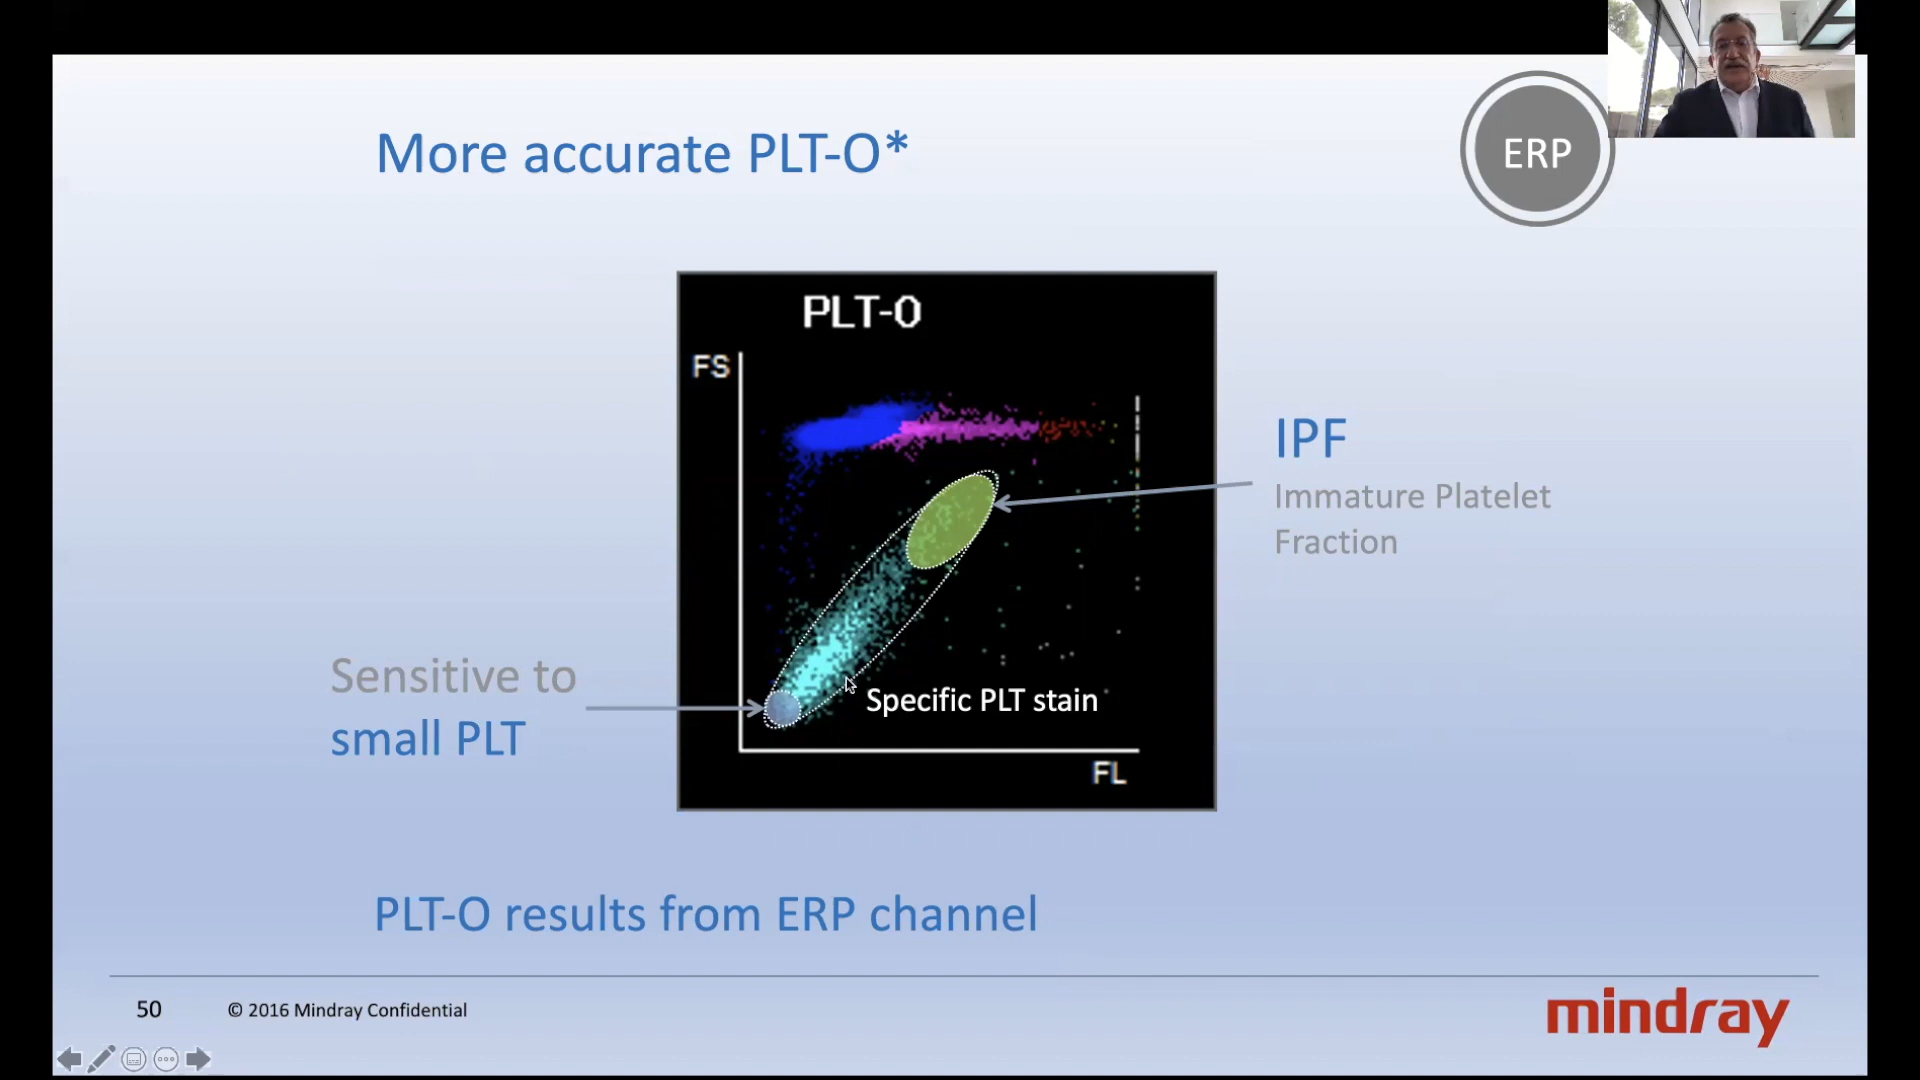 More accurate PLT-O*
ERP
PLT-O
FS
IPF
Immature Platelet
Fraction
Sensitive to
small PLT
Specific PLT stain
FL
PLT-O results from ERP channel
50
© 2016 Mindray Confidential
mindray